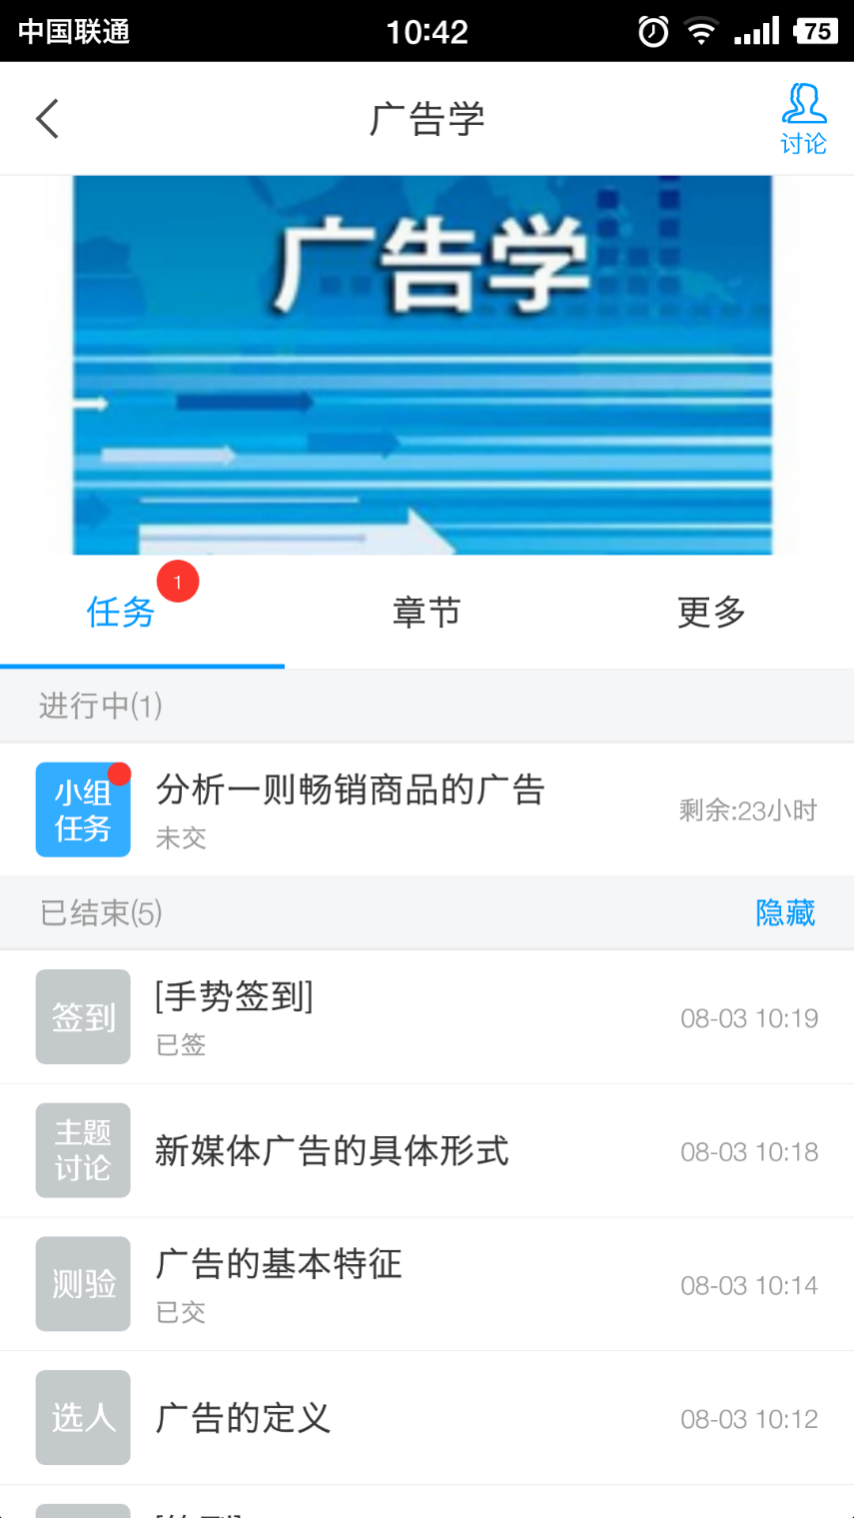 中国联通 10:42 75
广告学
讨论
广告学
任务 1 章节 更多
进行中(1)
小组任务
分析一则畅销商品的广告
未交
剩余:23小时
已结束(5) 隐藏
签到
[手势签到]
已签
08-03 10:19
主题讨论
新媒体广告的具体形式
08-03 10:18
测验
广告的基本特征
已交
08-03 10:14
选人
广告的定义
08-03 10:12